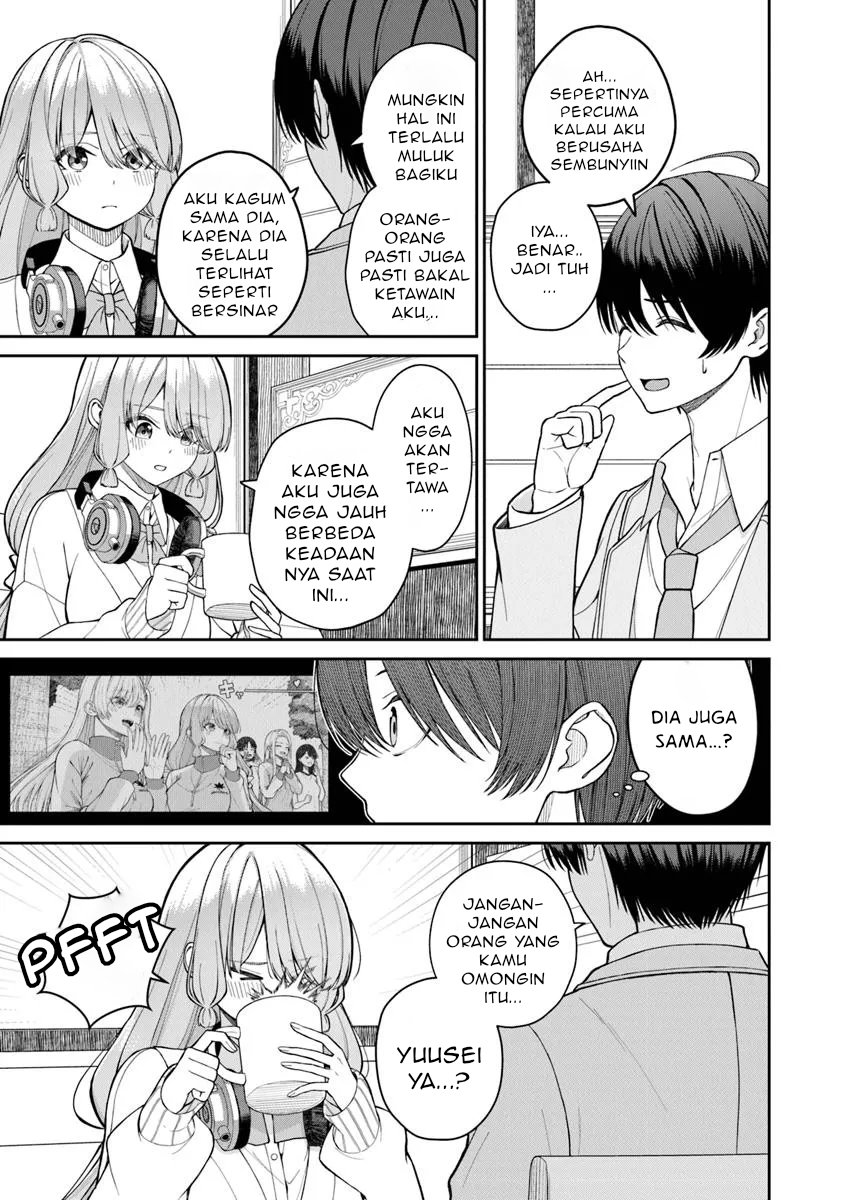 AH...
SEPERTINYA
PERCUMA
KALAU AKU
BERUSAHA
SEMBUNYIIN
IYA...
BENAR..
JADI TUH
...
MUNGKIN
HAL INI
TERLALU
MULUK
BAGIKU
ORANG-
ORANG
PASTI JUGA
PASTI BAKAL
KETAWAIN
AKU,..
AKU KAGUM
SAMA DIA,
KARENA DIA
SELALU
TERLIHAT
SEPERTI
BERSINAR
AKU
NGGA
AKAN
TER-
TAWA
...
KARENA
AKU JUGA
NGGA JAUH
BERBEDA
KEADAAN
NYA SAAT
INI...
DIA JUGA
SAMA...?
キャ
JANGAN-
JANGAN
ORANG YANG
KAMU
OMONGIN
ITU...
YUUSEI
YA...?
PFFT